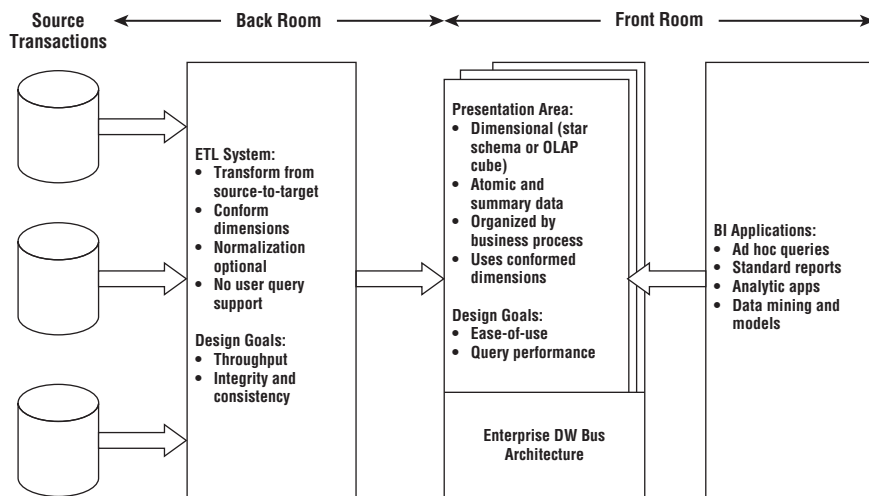 Source
Transactions
Back Room
Front Room
ETL System:
• Transform from
source-to-target
• Conform
dimensions
• Normalization
optional
• No user query
support
Design Goals:
• Throughput
• Integrity and
consistency
Presentation Area:
• Dimensional (star
schema or OLAP
cube)
• Atomic and
summary data
• Organized by
business process
• Uses conformed
dimensions
Design Goals:
• Ease-of-use
• Query performance
Enterprise DW Bus
Architecture
BI Applications:
• Ad hoc queries
• Standard reports
• Analytic apps
• Data mining and
models